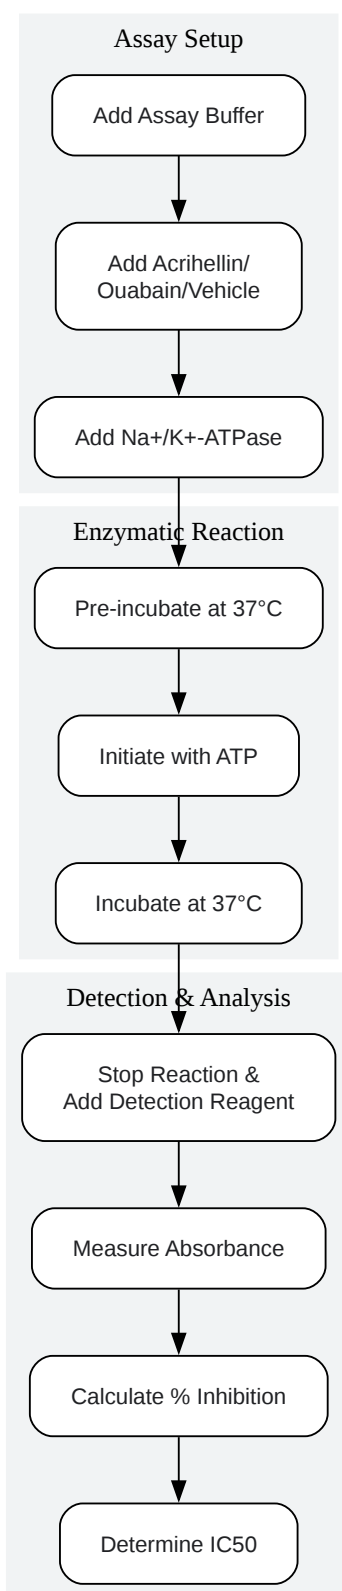 Assay Setup
Add Assay Buffer
Add Acrihellin/
Ouabain/Vehicle
Add Na+/K+-ATPase
Enzymatic Reaction
Pre-incubate at 37°C
Initiate with ATP
Incubate at 37°C
Detection & Analysis
Stop Reaction &
Add Detection Reagent
Measure Absorbance
Calculate % Inhibition
Determine IC50